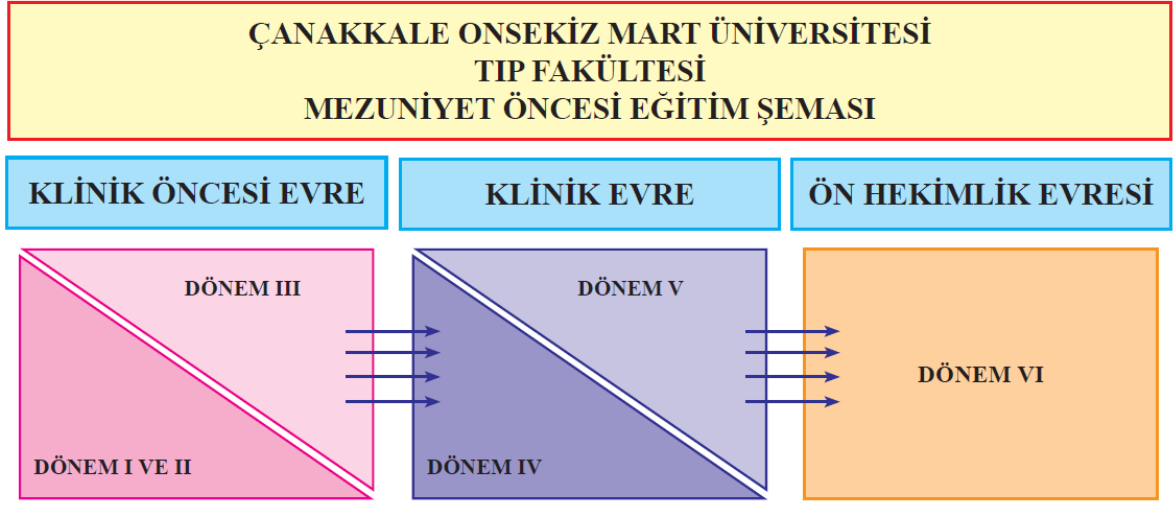 ÇANAKKALE ONSEKİZ MART ÜNİVERSİTESİ
TIP FAKÜLTESİ
MEZUNİYET ÖNCESİ EĞİTİM ŞEMASI
KLİNİK ÖNCESİ EVRE
KLİNİK EVRE
ÖN HEKİMLİK EVRESİ
DÖNEM III
DÖNEM I VE II
DÖNEM V
DÖNEM IV
DÖNEM VI